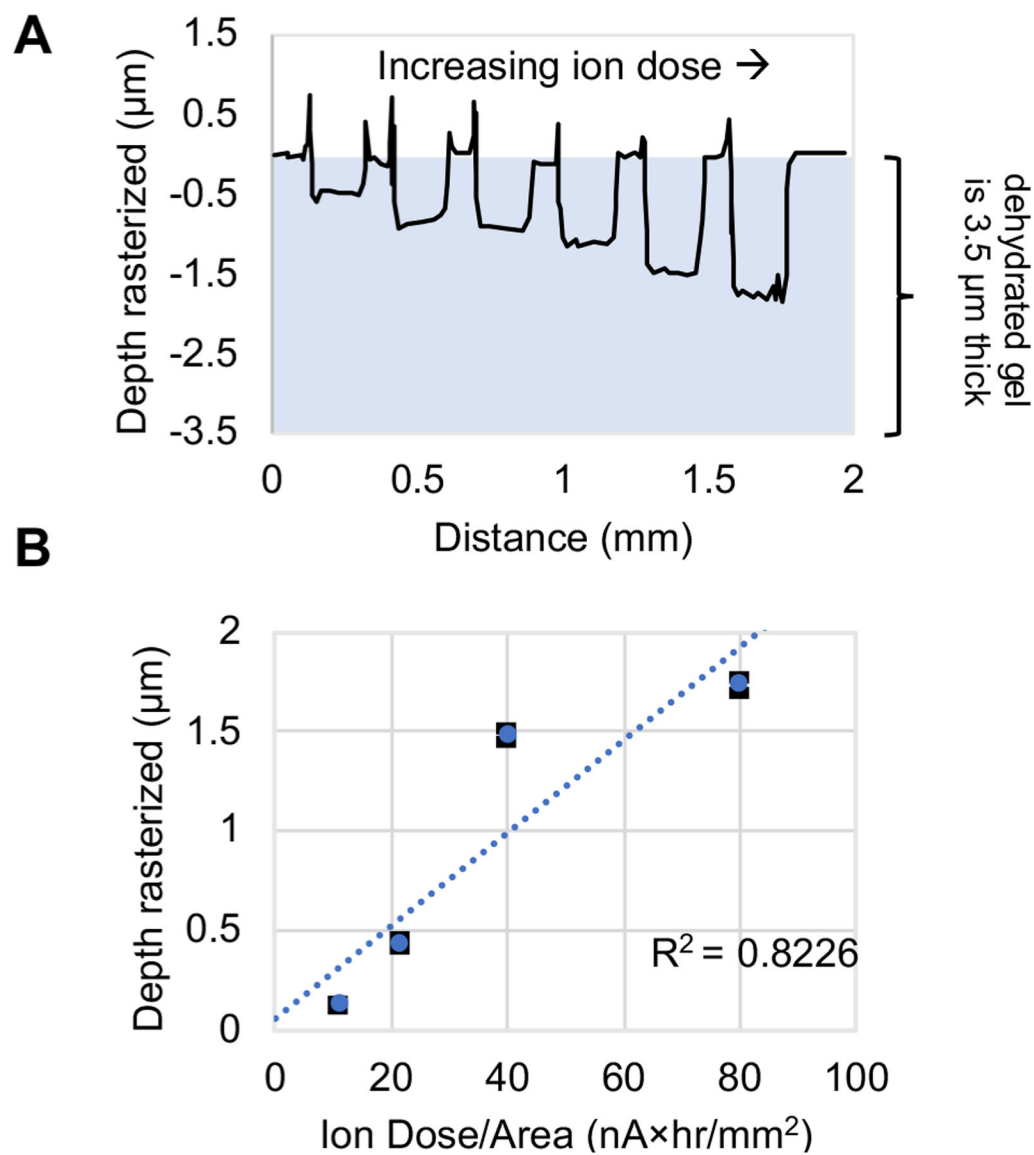 A
Depth rasterized (µm)
1.5
0.5
-0.5
-1.5
-2.5
-3.5
Increasing ion dose →
dehydrated gel
is 3.5 µm thick
0 0.5 1 1.5 2
Distance (mm)
B
Depth rasterized (µm)
2
1.5
1
0.5
0
R² = 0.8226
0 20 40 60 80 100
Ion Dose/Area (nA×hr/mm²)